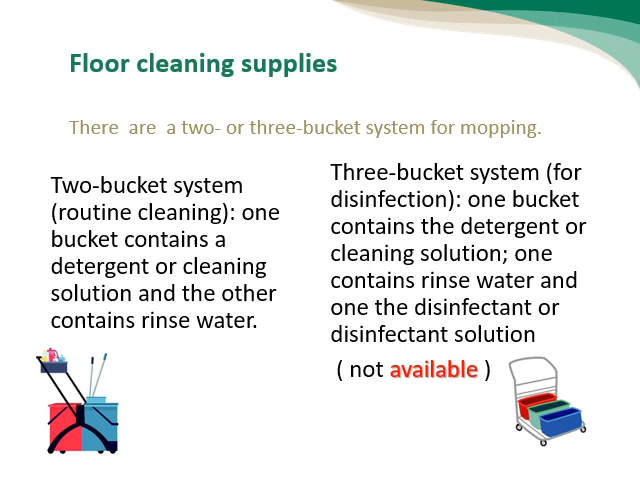 Floor cleaning supplies
There are a two- or three-bucket system for mopping.
Two-bucket system
(routine cleaning): one
bucket contains a
detergent or cleaning
solution and the other
contains rinse water.
Three-bucket system (for
disinfection): one bucket
contains the detergent or
cleaning solution; one
contains rinse water and
one the disinfectant or
disinfectant solution
( not available )